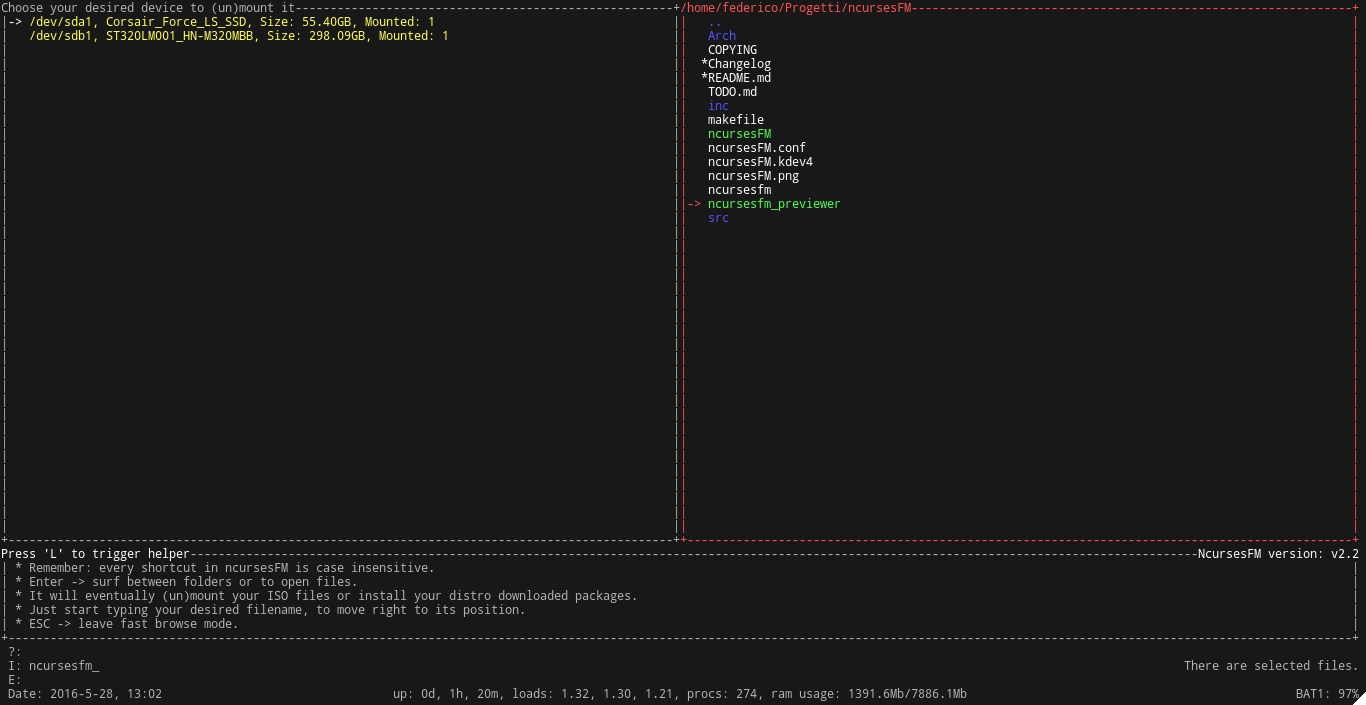 Choose your desired device to (un)mount it
-> /dev/sda1, Corsair_Force_LS_SSD, Size: 55.40GB, Mounted: 1
/dev/sdb1, ST320LM001_HN-M320MBB, Size: 298.09GB, Mounted: 1
/home/federico/Progetti/ncursesFM
..
Arch
COPYING
*Changelog
*README.md
TODO.md
inc
makefile
ncursesFM
ncursesFM.conf
ncursesFM.kdev4
ncursesFM.png
ncursesfm
-> ncursesfm_previewer
src
Press 'L' to trigger helper
NcursesFM version: v2.2
* Remember: every shortcut in ncursesFM is case insensitive.
* Enter -> surf between folders or to open files.
* It will eventually (un)mount your ISO files or install your distro downloaded packages.
* Just start typing your desired filename, to move right to its position.
* ESC -> leave fast browse mode.
?:
I: ncursesfm_
There are selected files.
E:
Date: 2016-5-28, 13:02
up: 0d, 1h, 20m, loads: 1.32, 1.30, 1.21, procs: 274, ram usage: 1391.6Mb/7886.1Mb
BAT1: 97%